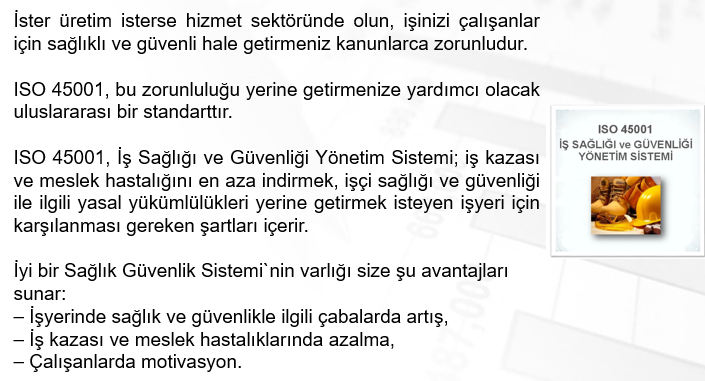 İster üretim isterse hizmet sektöründe olun, işinizi çalışanlar
için sağlıklı ve güvenli hale getirmeniz kanunlarca zorunludur.
ISO 45001, bu zorunluluğu yerine getirmenize yardımcı olacak
uluslararası bir standarttır.
ISO 45001, İş Sağlığı ve Güvenliği Yönetim Sistemi; iş kazası
ve meslek hastalığını en aza indirmek, işçi sağlığı ve güvenliği
ile ilgili yasal yükümlülükleri yerine getirmek isteyen işyeri için
karşılanması gereken şartları içerir.
İyi bir Sağlık Güvenlik Sistemi`nin varlığı size şu avantajları
sunar:
– İşyerinde sağlık ve güvenlikle ilgili çabalarda artış,
– İş kazası ve meslek hastalıklarında azalma,
– Çalışanlarda motivasyon.
ISO 45001
İŞ SAĞLIĞI ve GÜVENLİĞİ
YÖNETİM SİSTEMİ